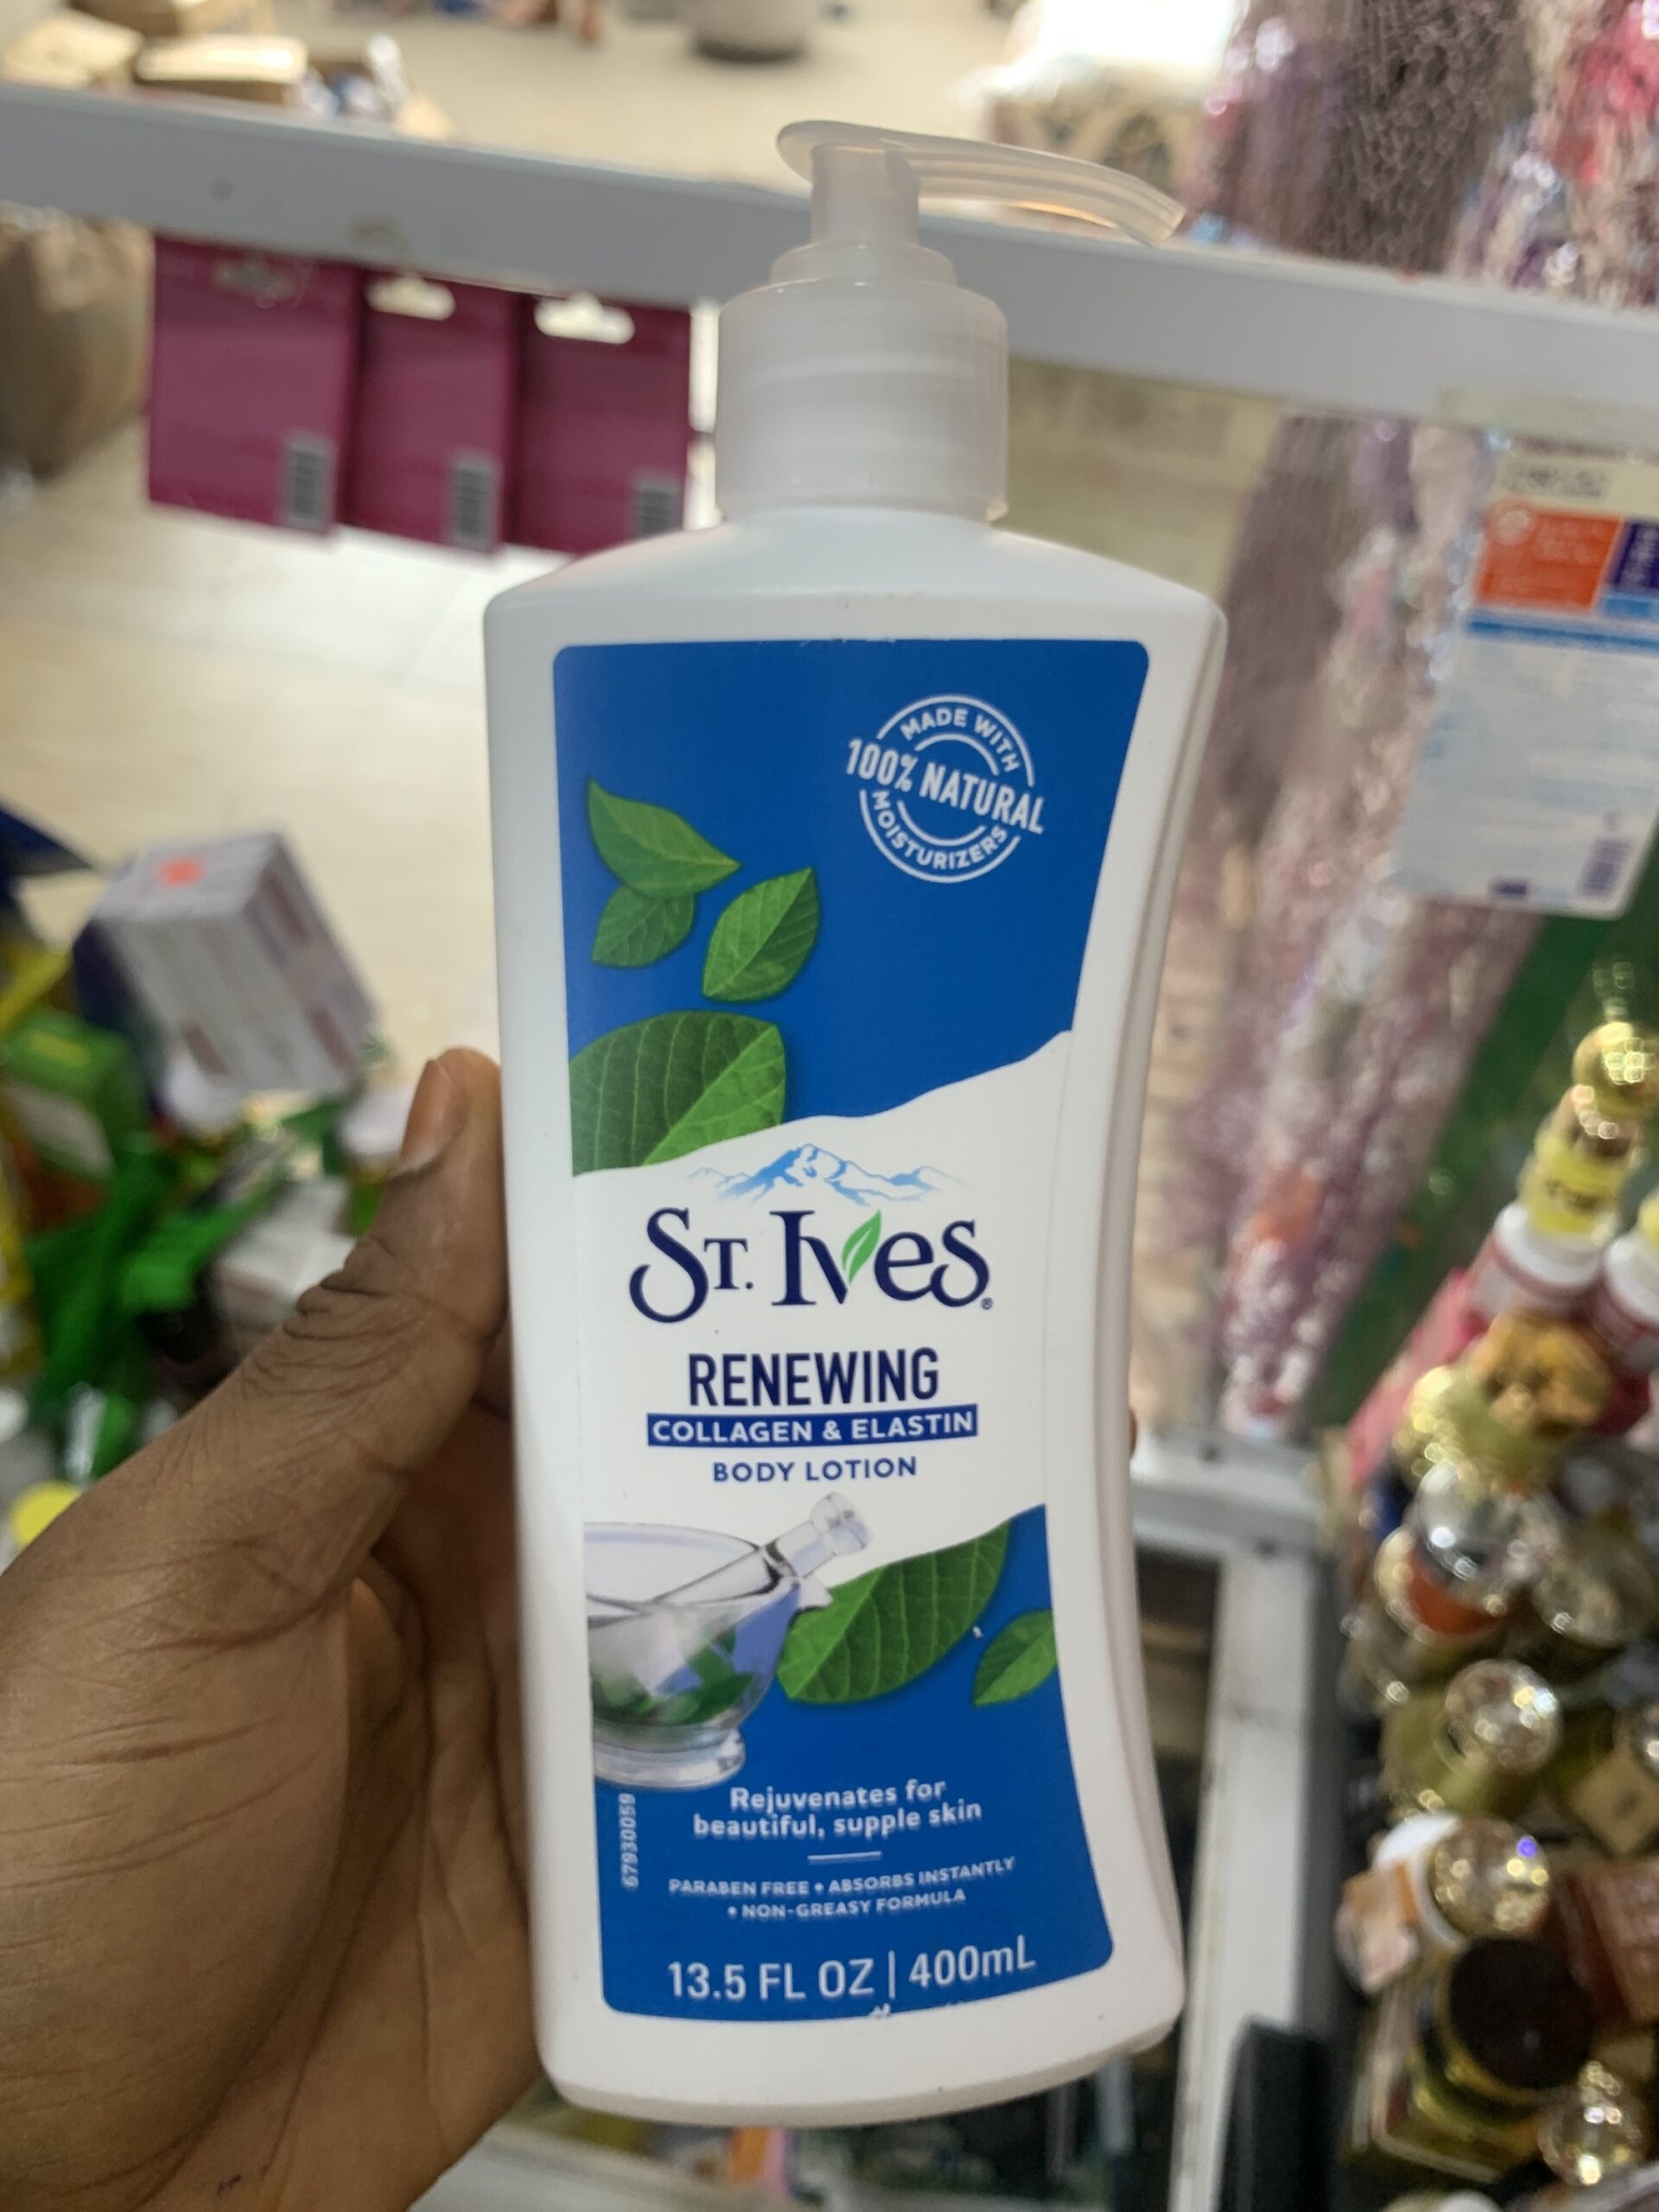 MADE WITH
100% NATURAL
MOISTURIZERS
ST. IVES®
RENEWING
COLLAGEN & ELASTIN
BODY LOTION
Rejuvenates for
beautiful, supple skin
67930059
PARABEN FREE • ABSORBS INSTANTLY
• NON-GREASY FORMULA
13.5 FL OZ | 400mL